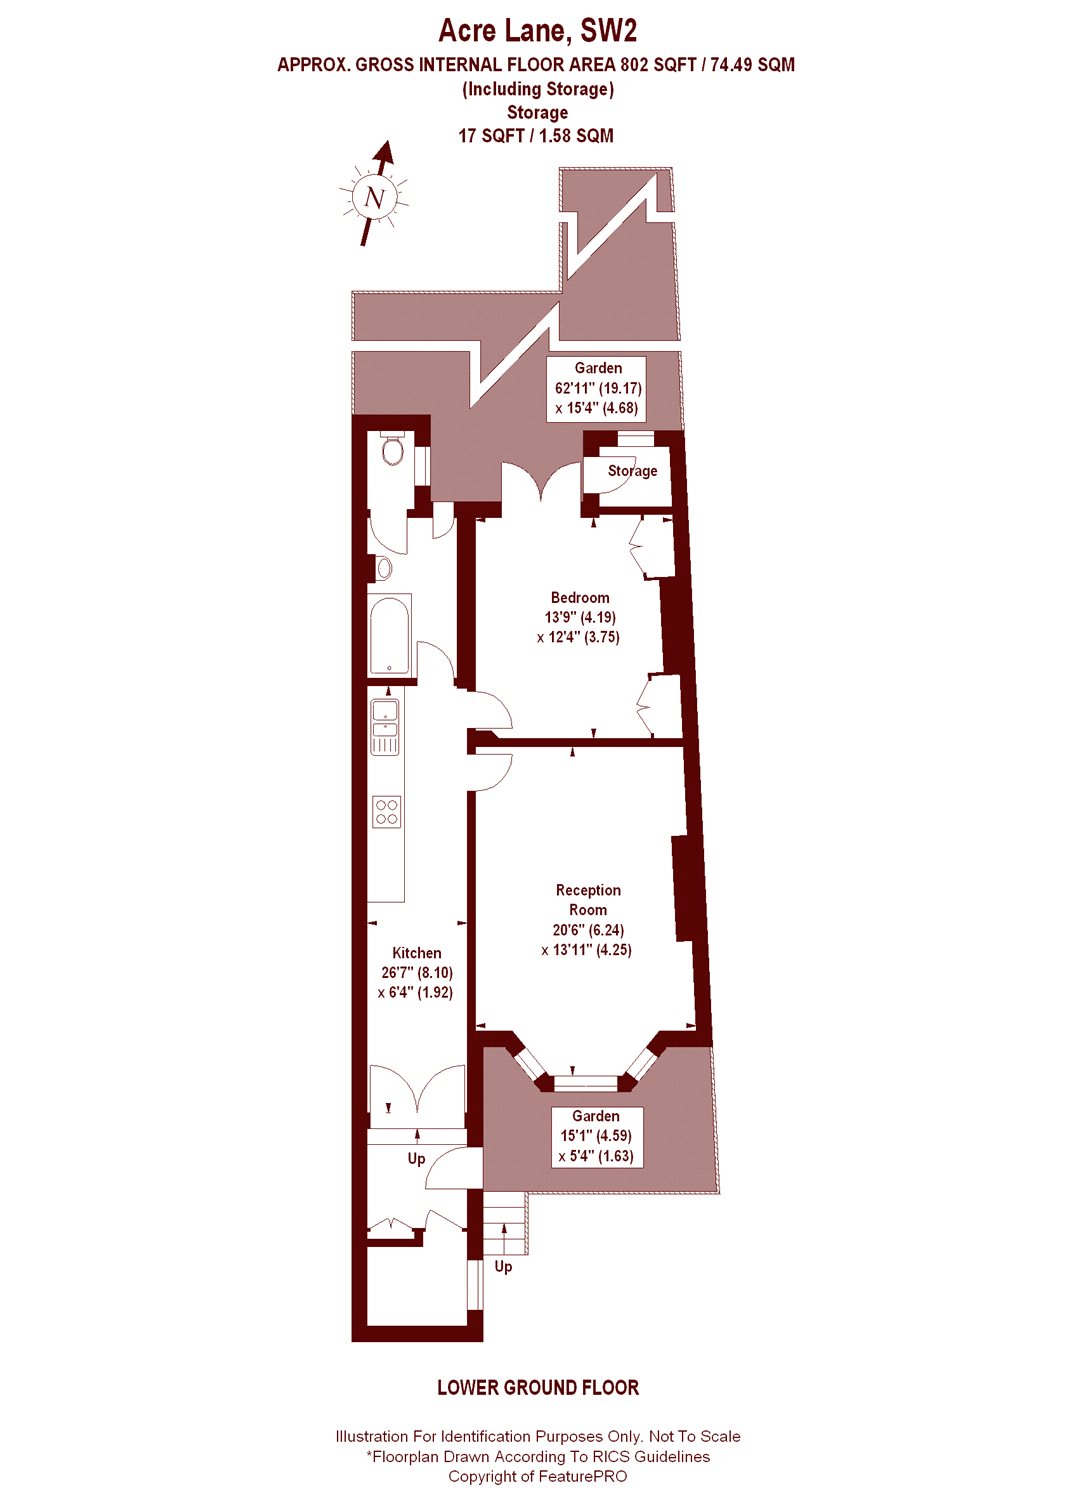 Acre Lane, SW2
APPROX. GROSS INTERNAL FLOOR AREA 802 SQFT / 74.49 SQM
(Including Storage)
Storage
17 SQFT / 1.58 SQM
N
Garden
62'11" (19.17)
x 15'4" (4.68)
Storage
Bedroom
13'9" (4.19)
x 12'4" (3.75)
Reception
Room
20'6" (6.24)
x 13'11" (4.25)
Kitchen
26'7" (8.10)
x 6'4" (1.92)
Garden
15'1" (4.59)
x 5'4" (1.63)
Up
Up
LOWER GROUND FLOOR
Illustration For Identification Purposes Only. Not To Scale
*Floorplan Drawn According To RICS Guidelines
Copyright of FeaturePRO